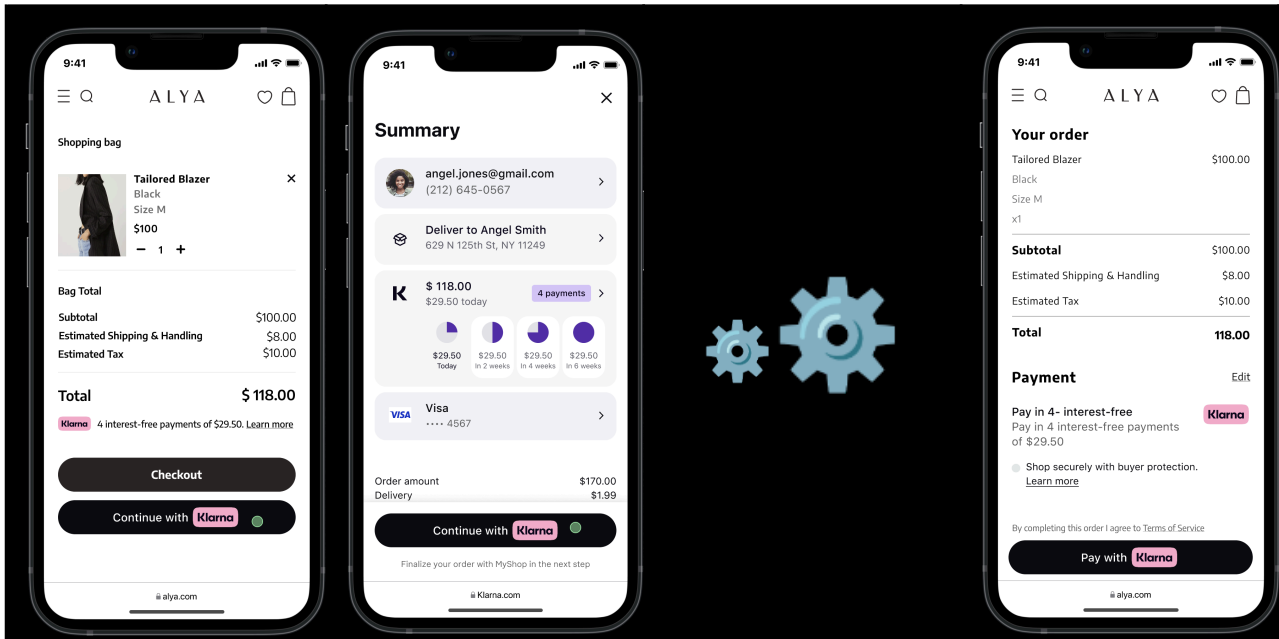 9:41
ALYA
Shopping bag
Tailored Blazer
Black
Size M
$100
1
Bag Total
Subtotal $100.00
Estimated Shipping & Handling $8.00
Estimated Tax $10.00
Total $ 118.00
Klarna 4 interest-free payments of $29.50. Learn more
Checkout
Continue with Klarna
alya.com
9:41
Summary
angel.jones@gmail.com
(212) 645-0567
Deliver to Angel Smith
629 N 125th St, NY 11249
K $ 118.00
$29.50 today
4 payments
$29.50 $29.50 $29.50 $29.50
Today In 2 weeks In 4 weeks In 6 weeks
VISA Visa
•••• 4567
Order amount $170.00
Delivery $1.99
Continue with Klarna
Finalize your order with MyShop in the next step
Klarna.com
9:41
ALYA
Your order
Tailored Blazer $100.00
Black
Size M
x1
Subtotal $100.00
Estimated Shipping & Handling $8.00
Estimated Tax $10.00
Total 118.00
Payment Edit
Pay in 4- interest-free Klarna
Pay in 4 interest-free payments
of $29.50
Shop securely with buyer protection.
Learn more
By completing this order I agree to Terms of Service
Pay with Klarna
alya.com